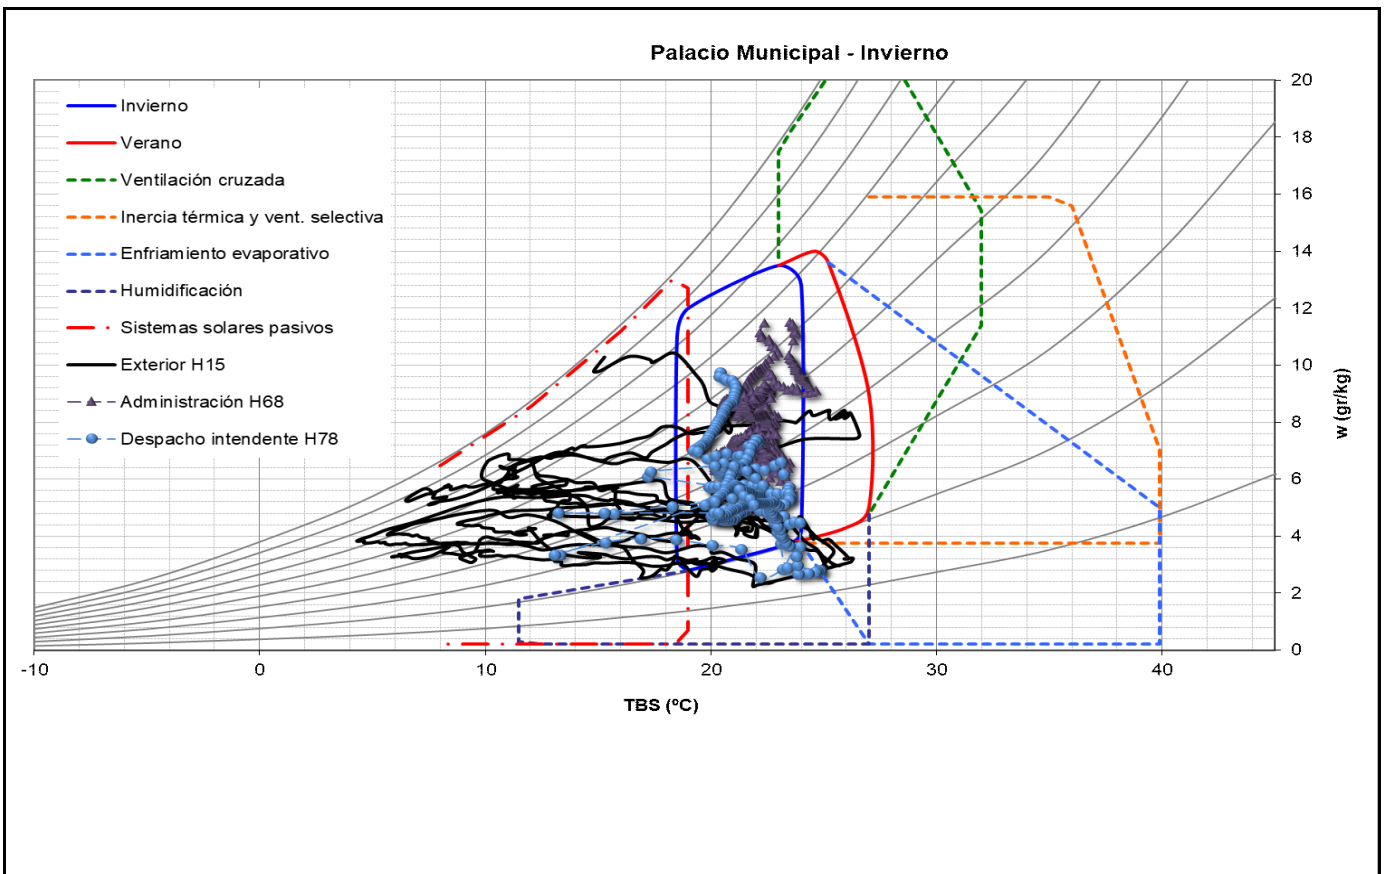 Palacio Municipal - Invierno
Invierno
Verano
Ventilación cruzada
Inercia térmica y vent. selectiva
Enfriamiento evaporativo
Humidificación
Sistemas solares pasivos
Exterior H15
Administración H68
Despacho intendente H78
20
18
16
14
12
10
8
6
4
2
0
w (gr/kg)
-10 0 10 20 30 40
TBS (ºC)